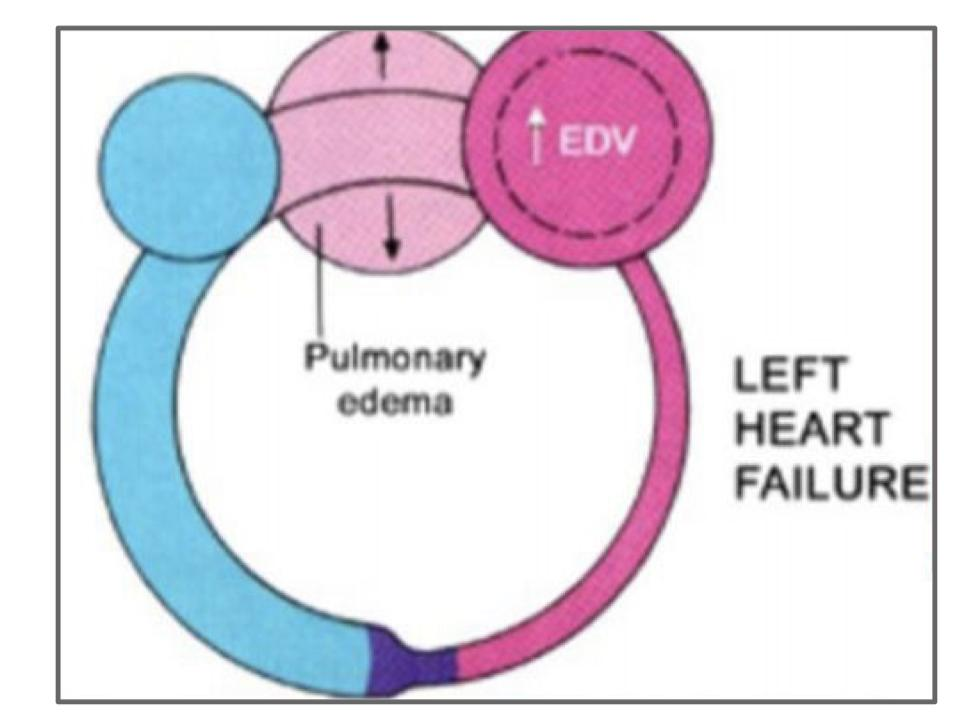 ↑ EDV
Pulmonary
edema
LEFT
HEART
FAILURE